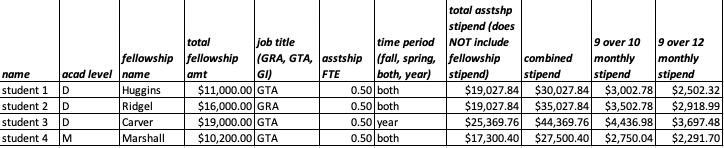 name acad level fellowship name total fellowship amt job title (GRA, GTA, GI) asstship FTE time period (fall, spring, both, year) total asstshp stipend (does NOT include fellowship stipend) combined stipend 9 over 10 monthly stipend 9 over 12 monthly stipend
student 1 D Huggins $11,000.00 GTA 0.50 both $19,027.84 $30,027.84 $3,002.78 $2,502.32
student 2 D Ridgel $16,000.00 GRA 0.50 both $19,027.84 $35,027.84 $3,502.78 $2,918.99
student 3 D Carver $19,000.00 GTA 0.50 year $25,369.76 $44,369.76 $4,436.98 $3,697.48
student 4 M Marshall $10,200.00 GTA 0.50 both $17,300.40 $27,500.40 $2,750.04 $2,291.70